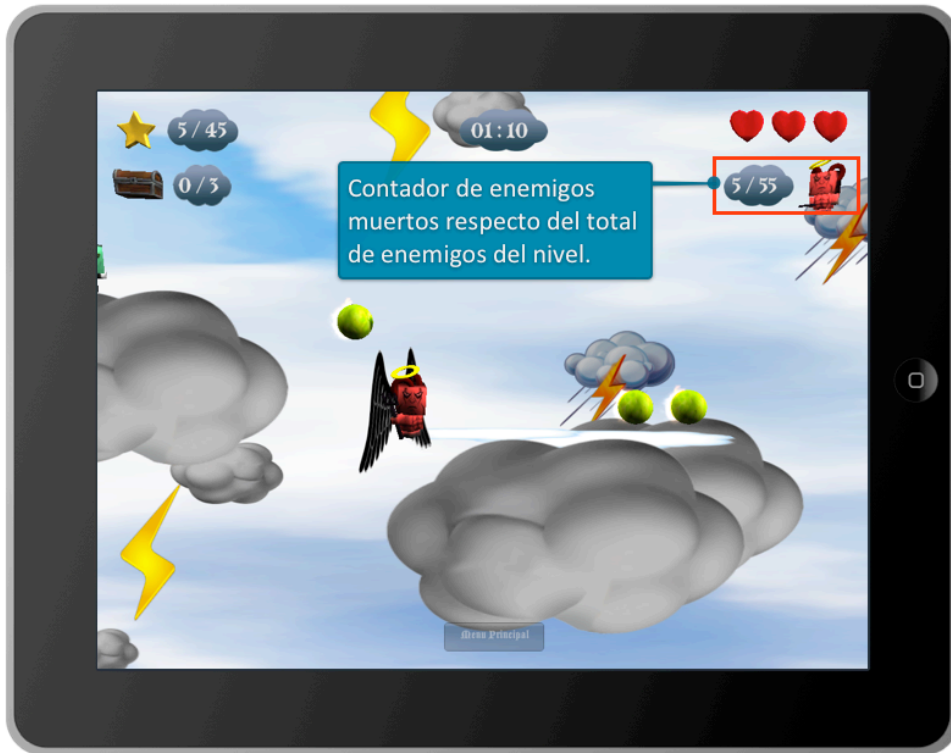 5/45
01:10
0/3
5/55
Contador de enemigos
muertos respecto del total
de enemigos del nivel.
Menu Principal